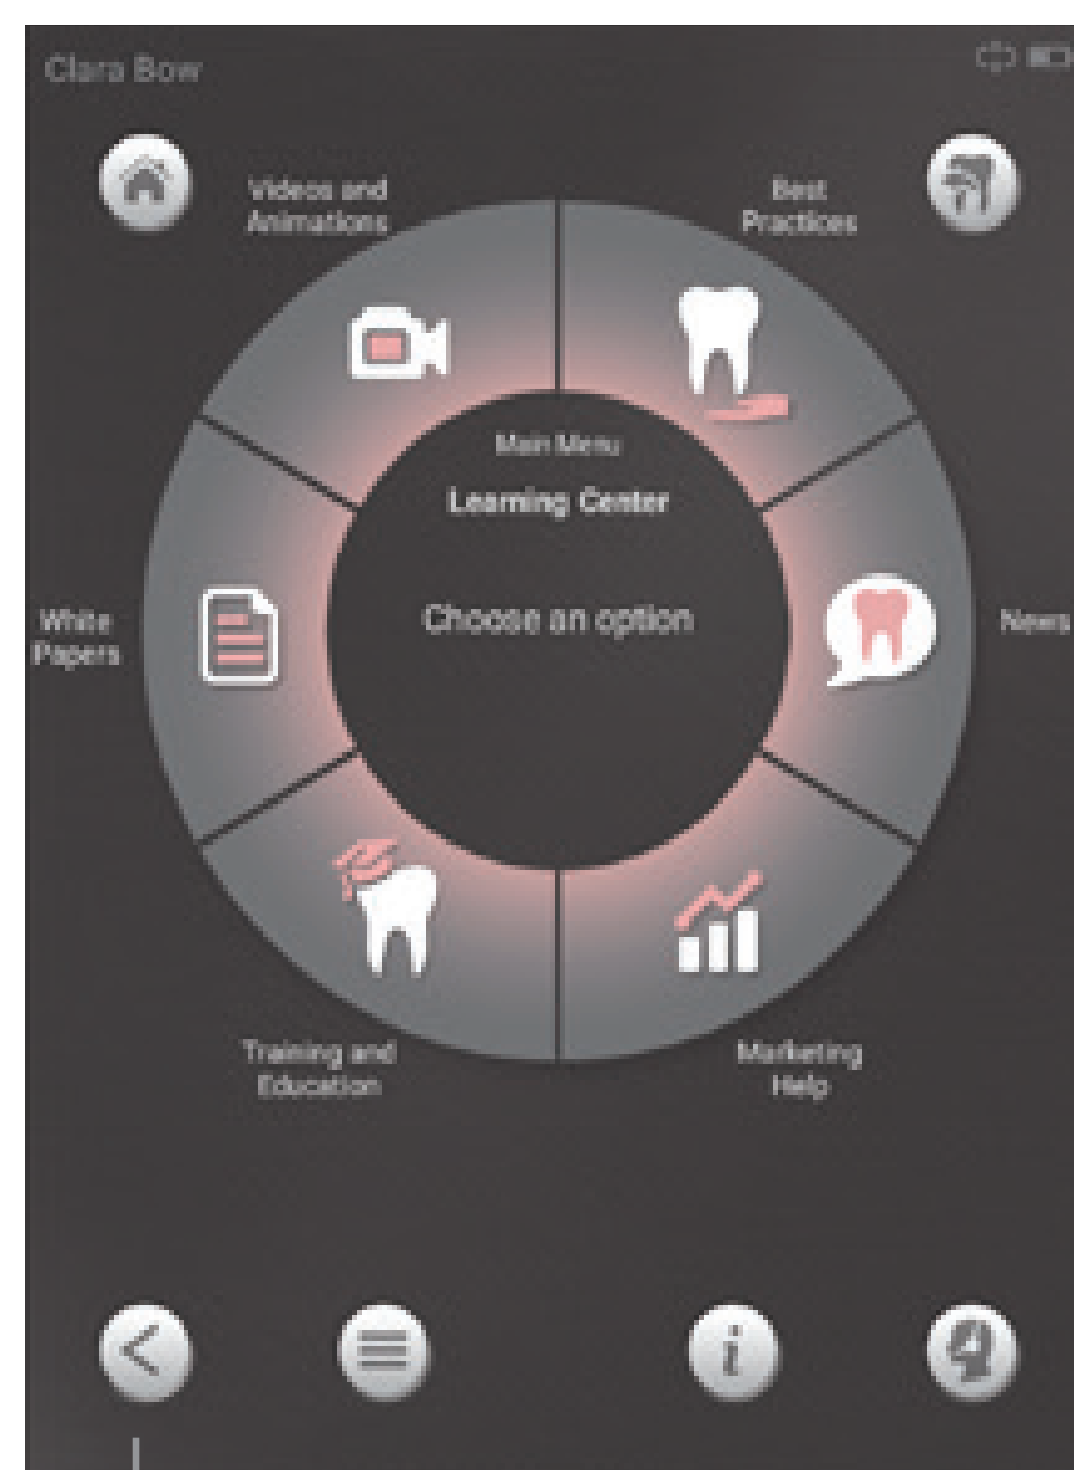 Clara Bow
Videos and
Animations
Best
Practices
Main Menu
Learning Center
Choose an option
White
Papers
News
Training and
Education
Marketing
Help
i